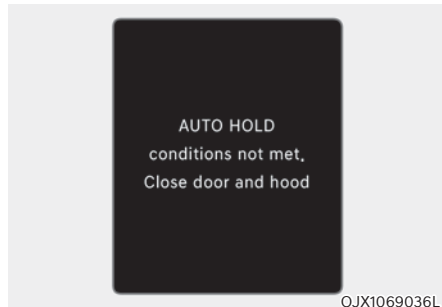 AUTO HOLD
conditions not met.
Close door and hood
OJX1069036L